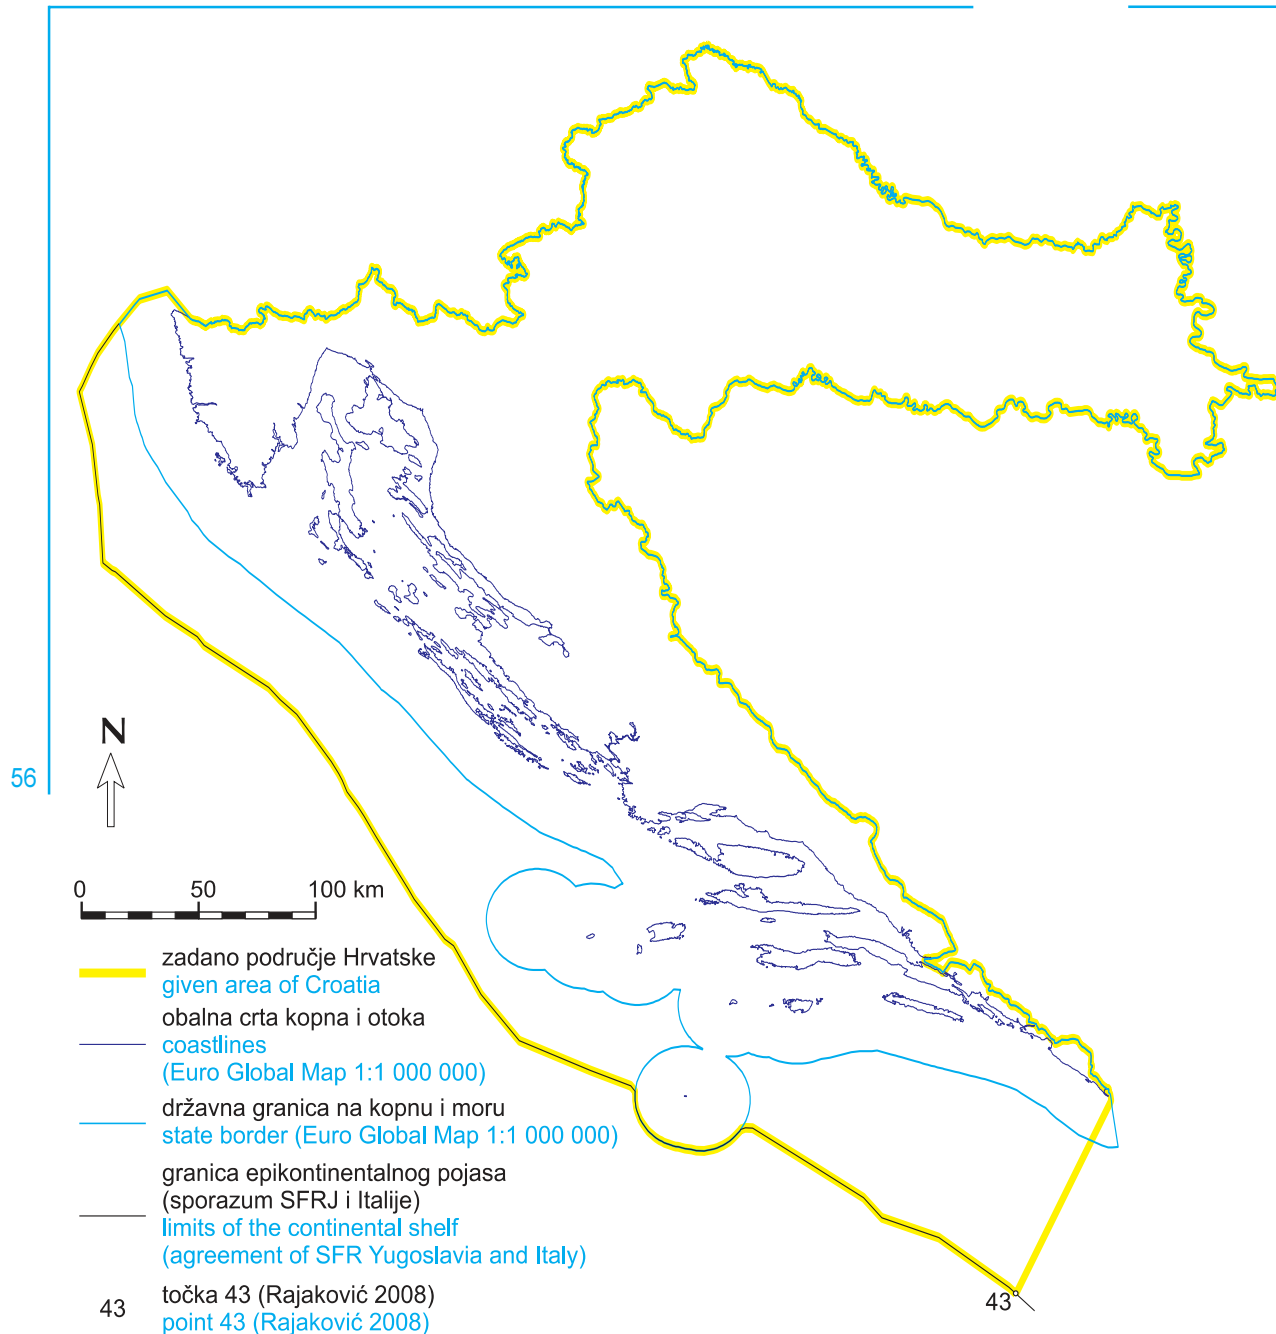 N
56
0 50 100 km
zadano područje Hrvatske
given area of Croatia
obalna crta kopna i otoka
coastlines
(Euro Global Map 1:1 000 000)
državna granica na kopnu i moru
state border (Euro Global Map 1:1 000 000)
granica epikontinentalnog pojasa
(sporazum SFRJ i Italije)
limits of the continental shelf
(agreement of SFR Yugoslavia and Italy)
43 točka 43 (Rajaković 2008)
point 43 (Rajaković 2008)
43